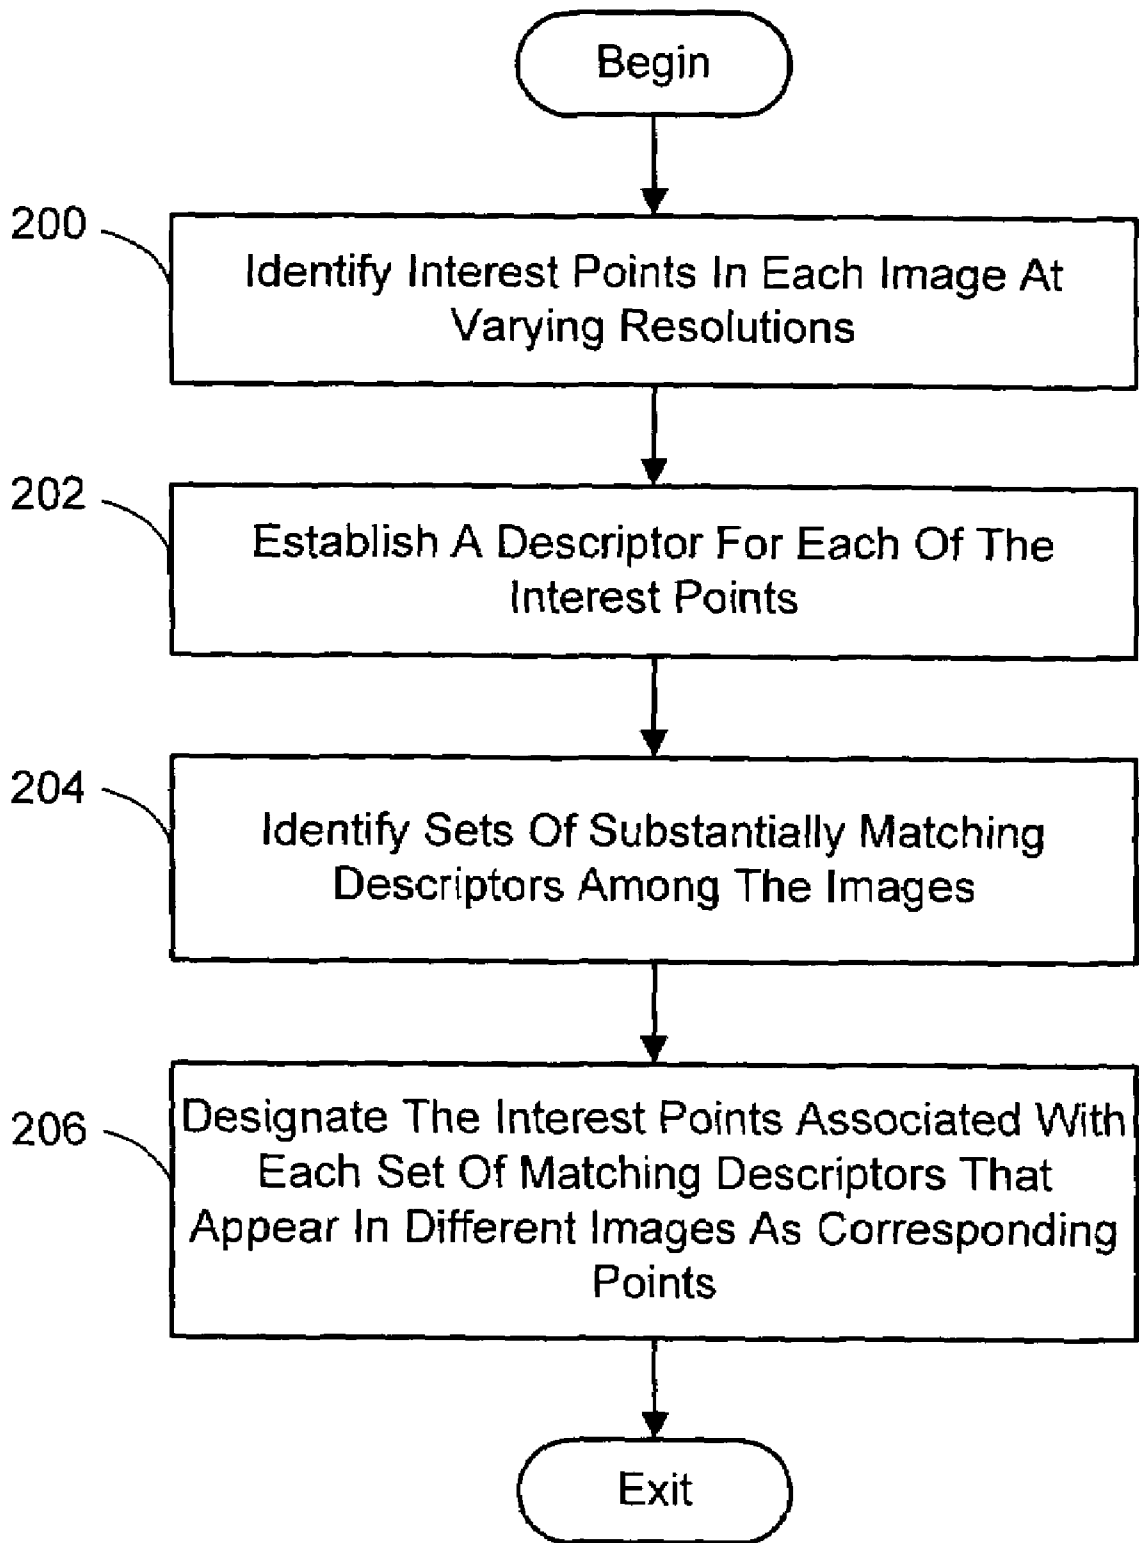 Begin
200
Identify Interest Points In Each Image At
Varying Resolutions
202
Establish A Descriptor For Each Of The
Interest Points
204
Identify Sets Of Substantially Matching
Descriptors Among The Images
206
Designate The Interest Points Associated With
Each Set Of Matching Descriptors That
Appear In Different Images As Corresponding
Points
Exit